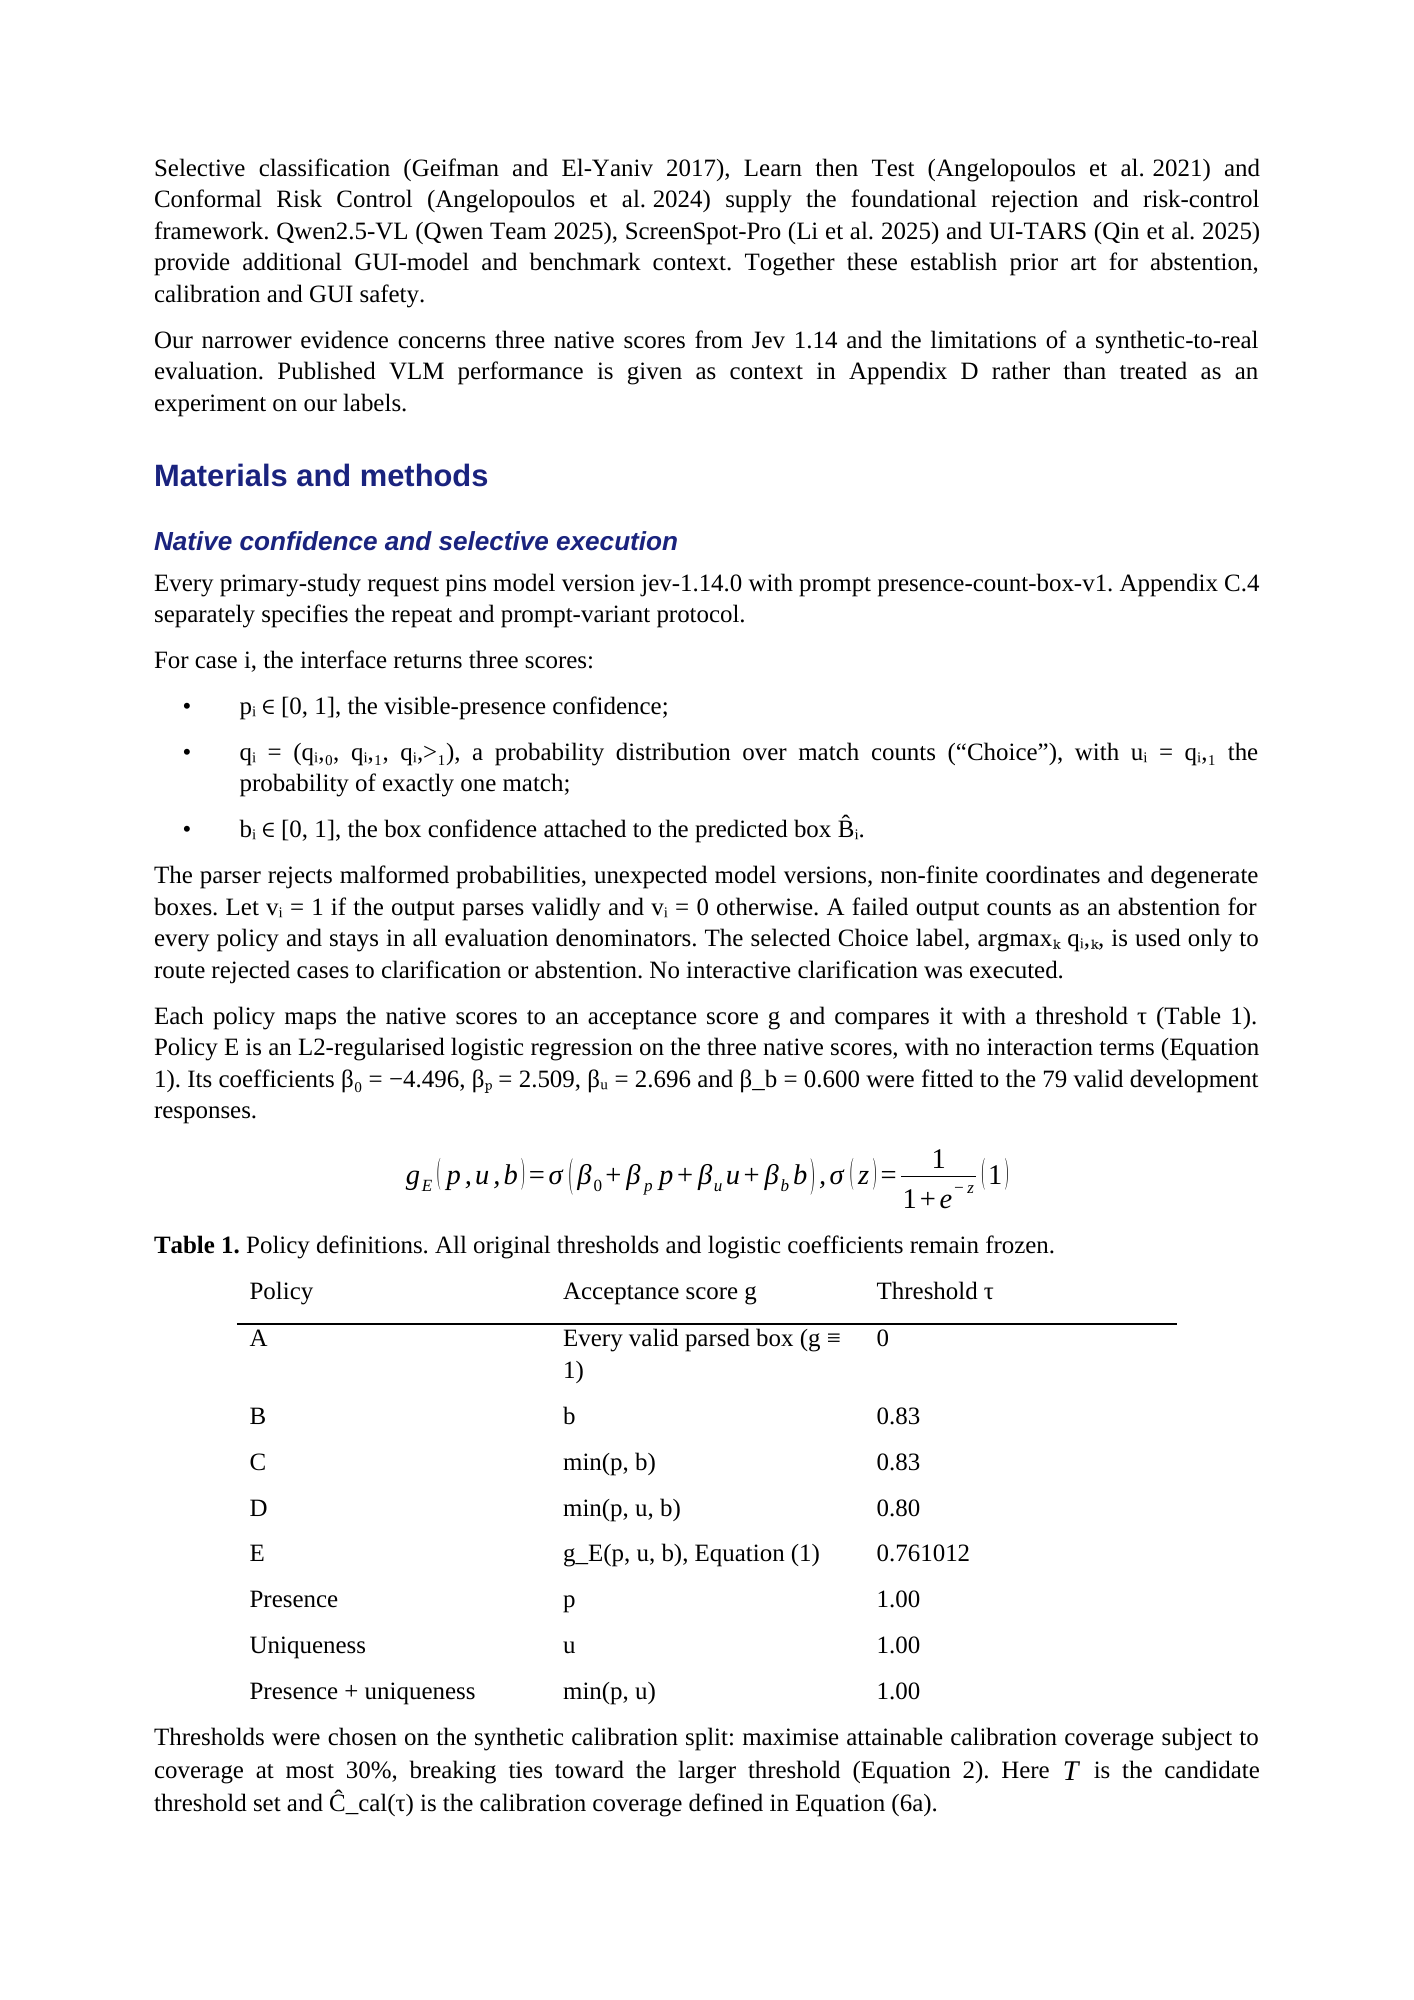 Selective classification (Geifman and El-Yaniv 2017), Learn then Test (Angelopoulos et al. 2021) and
Conformal Risk Control (Angelopoulos et al. 2024) supply the foundational rejection and risk-control
framework. Qwen2.5-VL (Qwen Team 2025), ScreenSpot-Pro (Li et al. 2025) and UI-TARS (Qin et al. 2025)
provide additional GUI-model and benchmark context. Together these establish prior art for abstention,
calibration and GUI safety.
Our narrower evidence concerns three native scores from Jev 1.14 and the limitations of a synthetic-to-real
evaluation. Published VLM performance is given as context in Appendix D rather than treated as an
experiment on our labels.
Materials and methods
Native confidence and selective execution
Every primary-study request pins model version jev-1.14.0 with prompt presence-count-box-v1. Appendix C.4
separately specifies the repeat and prompt-variant protocol.
For case i, the interface returns three scores:
• pᵢ ∈ [0, 1], the visible-presence confidence;
• qᵢ = (qᵢ,₀, qᵢ,₁, qᵢ,>₁), a probability distribution over match counts (“Choice”), with uᵢ = qᵢ,₁ the
probability of exactly one match;
• bᵢ ∈ [0, 1], the box confidence attached to the predicted box B̂ᵢ.
The parser rejects malformed probabilities, unexpected model versions, non-finite coordinates and degenerate
boxes. Let vᵢ = 1 if the output parses validly and vᵢ = 0 otherwise. A failed output counts as an abstention for
every policy and stays in all evaluation denominators. The selected Choice label, argmaxₖ qᵢ,ₖ, is used only to
route rejected cases to clarification or abstention. No interactive clarification was executed.
Each policy maps the native scores to an acceptance score g and compares it with a threshold τ (Table 1).
Policy E is an L2-regularised logistic regression on the three native scores, with no interaction terms (Equation
1). Its coefficients β₀ = −4.496, βₚ = 2.509, βᵤ = 2.696 and β_b = 0.600 were fitted to the 79 valid development
responses.
g_E(p,u,b)=σ(β_0+β_p p+β_u u+β_b b),σ(z)=1/(1+e^{−z})(1)
Table 1. Policy definitions. All original thresholds and logistic coefficients remain frozen.
Policy Acceptance score g Threshold τ
A Every valid parsed box (g ≡ 0
1)
B b 0.83
C min(p, b) 0.83
D min(p, u, b) 0.80
E g_E(p, u, b), Equation (1) 0.761012
Presence p 1.00
Uniqueness u 1.00
Presence + uniqueness min(p, u) 1.00
Thresholds were chosen on the synthetic calibration split: maximise attainable calibration coverage subject to
coverage at most 30%, breaking ties toward the larger threshold (Equation 2). Here T is the candidate
threshold set and Ĉ_cal(τ) is the calibration coverage defined in Equation (6a).